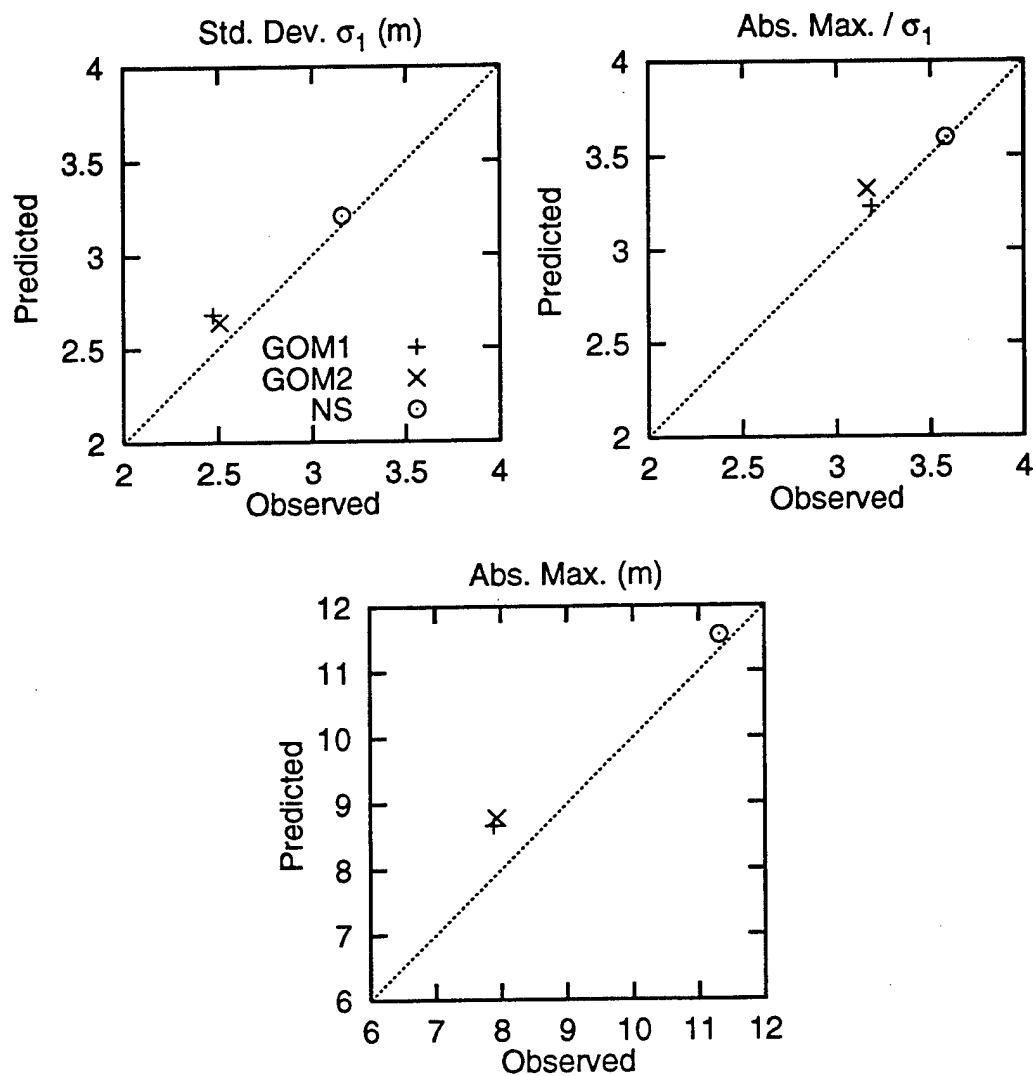 Std. Dev. σ1 (m)
4
3.5
3
2.5
2
Predicted
GOM1 +
GOM2 ×
NS ⊙
2 2.5 3 3.5 4
Observed
Abs. Max. / σ1
4
3.5
3
2.5
2
Predicted
2 2.5 3 3.5 4
Observed
Abs. Max. (m)
12
11
10
9
8
7
6
Predicted
6 7 8 9 10 11 12
Observed